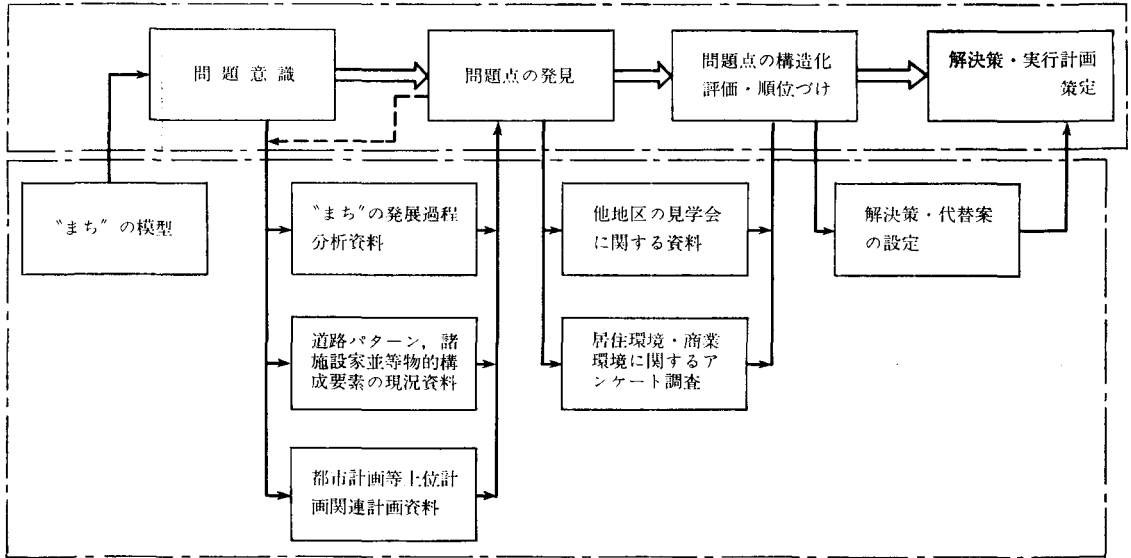 問題意識
問題点の発見
問題点の構造化
評価・順位づけ
解決策・実行計画
策定
“まち”の模型
“まち”の発展過程
分析資料
他地区の見学会
に関する資料
解決策・代替案
の設定
道路パターン，諸
施設家並等物的構
成要素の現況資料
居住環境・商業
環境に関するア
ンケート調査
都市計画等上位計
画関連計画資料